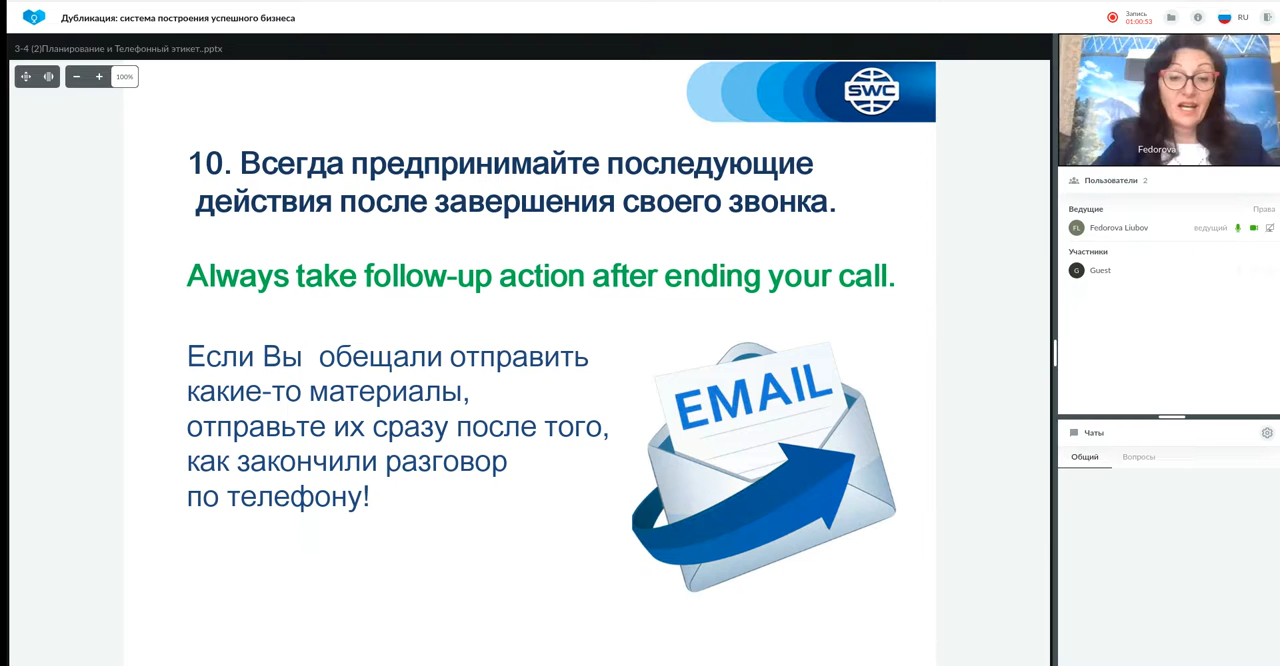 Дубликация: система построения успешного бизнеса
Запись
01:00:53
RU
3-4 (2)Планирование и Телефонный этикет..pptx
100%
SWC
10. Всегда предпринимайте последующие
действия после завершения своего звонка.
Always take follow-up action after ending your call.
Если Вы обещали отправить
какие-то материалы,
отправьте их сразу после того,
как закончили разговор
по телефону!
EMAIL
Fedorova
Пользователи 2
Ведущие Права
FL Fedorova Liubov ведущий
Участники
G Guest
Чаты
Общий Вопросы